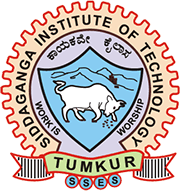 SIDDAGANGA INSTITUTE OF TECHNOLOGY
ಕಾಯಕವೇ ಕೈಲಾಸ
WORK IS
WORSHIP
TUMKUR
SSES